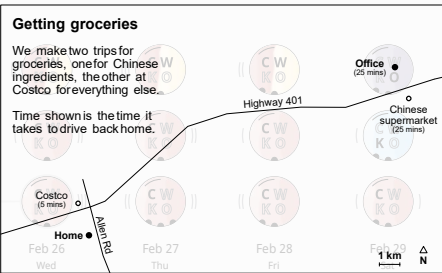 Getting groceries
We make two trips for
groceries, one for Chinese
ingredients, the other at
Costco for everything else.
Time shown is the time it
takes to drive back home.
Office
(25 mins)
Highway 401
Chinese
supermarket
(25 mins)
Costco
(5 mins)
Allen Rd
Home
1 km
N
C W
K O
C W
K O
C W
K O
C W
K O
C W
K O
C W
K O
C W
K O
C W
K O
C W
K O
C W
K O
C W
K O
Feb 26
Feb 27
Feb 28
Feb 29
Wed
Thu
Fri
Sat